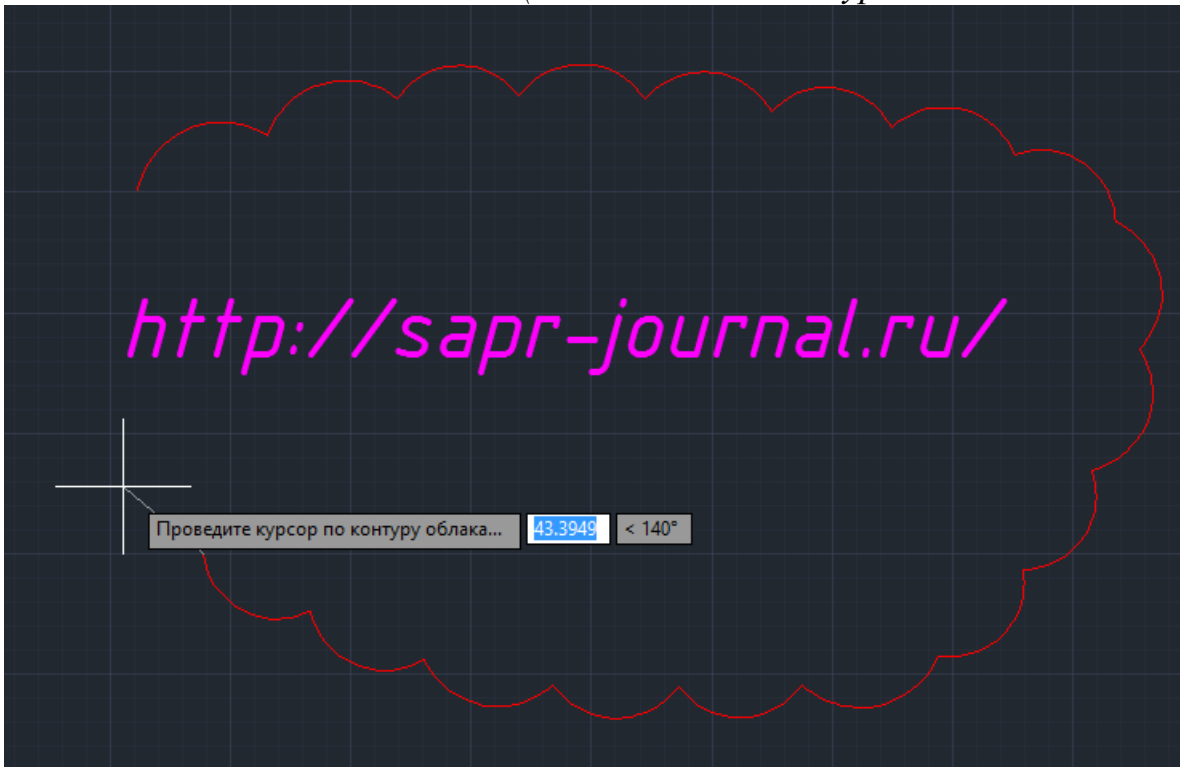 http://sapr-journal.ru/
Проведите курсор по контуру облака... 43.3949 < 140°